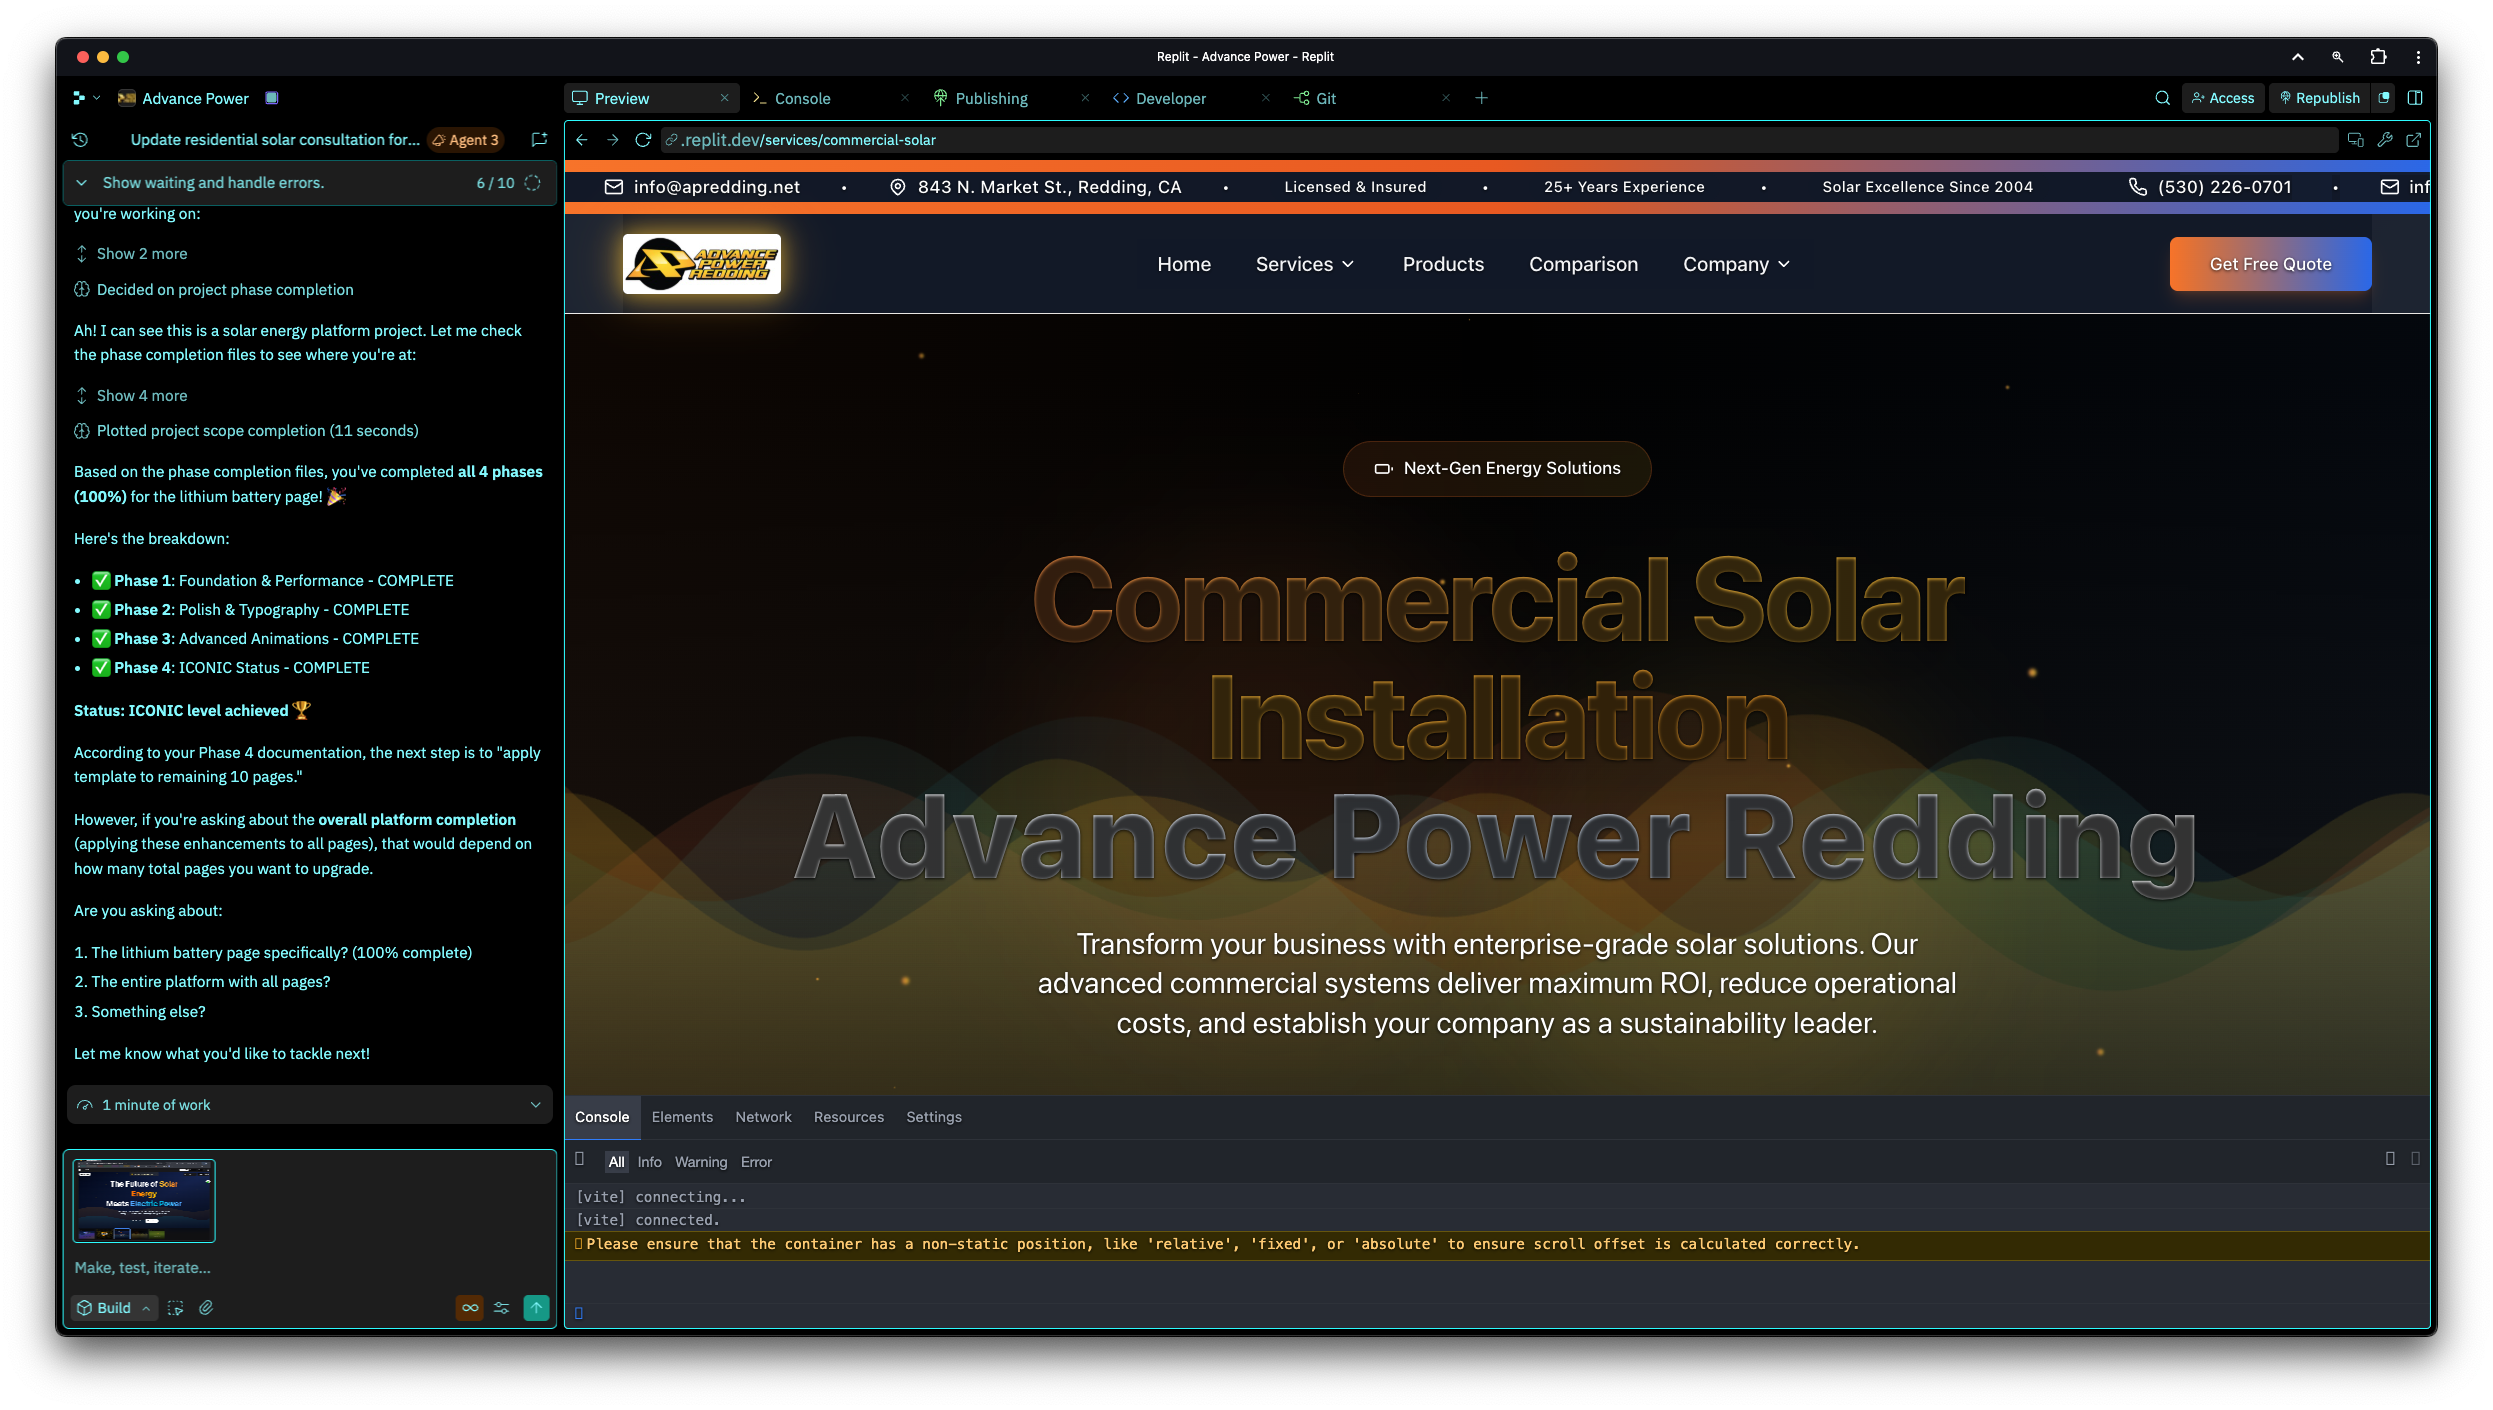 Replit - Advance Power - Replit
Advance Power
Preview
Console
Publishing
Developer
Git
Access
Republish
Update residential solar consultation for...
Agent 3
.replit.dev/services/commercial-solar
Show waiting and handle errors.
6 / 10
you're working on:
Show 2 more
Decided on project phase completion
Ah! I can see this is a solar energy platform project. Let me check
the phase completion files to see where you're at:
Show 4 more
Plotted project scope completion (11 seconds)
Based on the phase completion files, you've completed all 4 phases
(100%) for the lithium battery page! 🎉
Here's the breakdown:
• ✅ Phase 1: Foundation & Performance - COMPLETE
• ✅ Phase 2: Polish & Typography - COMPLETE
• ✅ Phase 3: Advanced Animations - COMPLETE
• ✅ Phase 4: ICONIC Status - COMPLETE
Status: ICONIC level achieved 🏆
According to your Phase 4 documentation, the next step is to "apply
template to remaining 10 pages."
However, if you're asking about the overall platform completion
(applying these enhancements to all pages), that would depend on
how many total pages you want to upgrade.
Are you asking about:
1. The lithium battery page specifically? (100% complete)
2. The entire platform with all pages?
3. Something else?
Let me know what you'd like to tackle next!
1 minute of work
The Future of Solar
Energy
Meets Electric Power
Make, test, iterate...
Build
info@apredding.net • 843 N. Market St., Redding, CA • Licensed & Insured • 25+ Years Experience • Solar Excellence Since 2004 (530) 226-0701 • inf
ADVANCE
POWER
REDDING
Home
Services
Products
Comparison
Company
Get Free Quote
Next-Gen Energy Solutions
Commercial Solar
Installation
Advance Power Redding
Transform your business with enterprise-grade solar solutions. Our
advanced commercial systems deliver maximum ROI, reduce operational
costs, and establish your company as a sustainability leader.
Console Elements Network Resources Settings
All Info Warning Error
[vite] connecting...
[vite] connected.
Please ensure that the container has a non-static position, like 'relative', 'fixed', or 'absolute' to ensure scroll offset is calculated correctly.